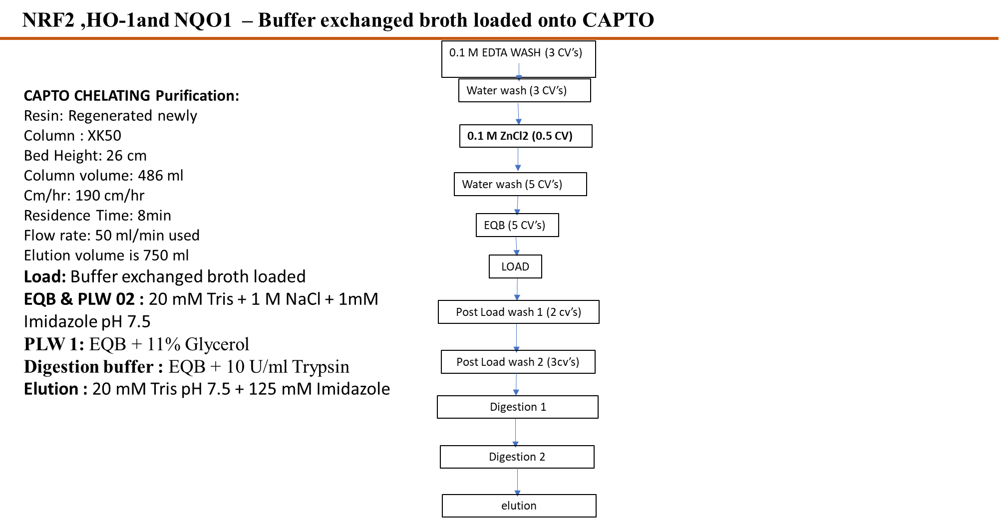 NRF2 ,HO-1and NQO1 – Buffer exchanged broth loaded onto CAPTO
CAPTO CHELATING Purification:
Resin: Regenerated newly
Column : XK50
Bed Height: 26 cm
Column volume: 486 ml
Cm/hr: 190 cm/hr
Residence Time: 8min
Flow rate: 50 ml/min used
Elution volume is 750 ml
Load: Buffer exchanged broth loaded
EQB & PLW 02 : 20 mM Tris + 1 M NaCl + 1mM
Imidazole pH 7.5
PLW 1: EQB + 11% Glycerol
Digestion buffer : EQB + 10 U/ml Trypsin
Elution : 20 mM Tris pH 7.5 + 125 mM Imidazole
0.1 M EDTA WASH (3 CV’s)
Water wash (3 CV’s)
0.1 M ZnCl2 (0.5 CV)
Water wash (5 CV’s)
EQB (5 CV’s)
LOAD
Post Load wash 1 (2 cv’s)
Post Load wash 2 (3cv’s)
Digestion 1
Digestion 2
elution